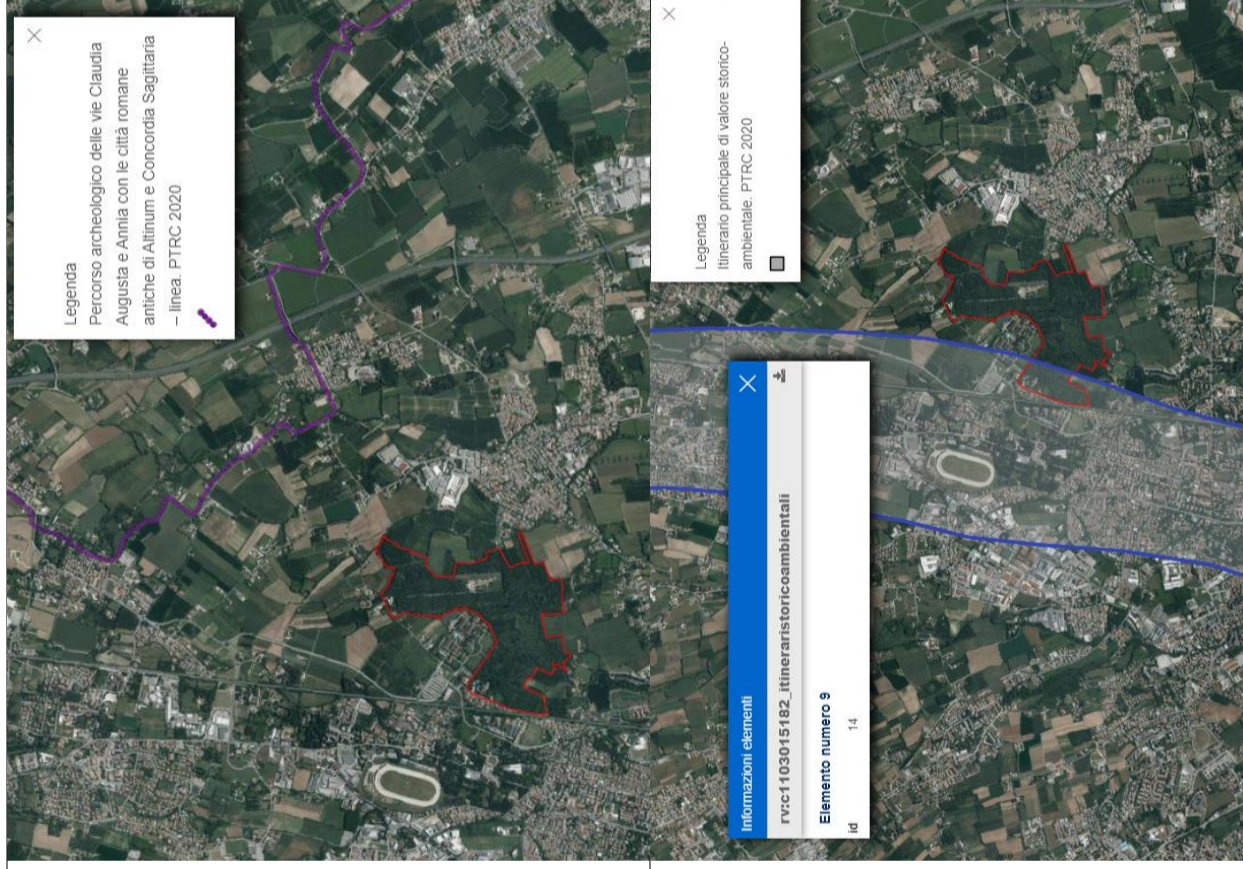 Legenda
Percorso archeologico delle vie Claudia
Augusta e Annia con le città romane
antiche di Altinum e Concordia Sagittaria
– linea. PTRC 2020
Legenda
Itinerario principale di valore storico-
ambientale. PTRC 2020
Informazioni elementi
rv:c1103015182_itineraristoricoambientali
Elemento numero 9
id 14